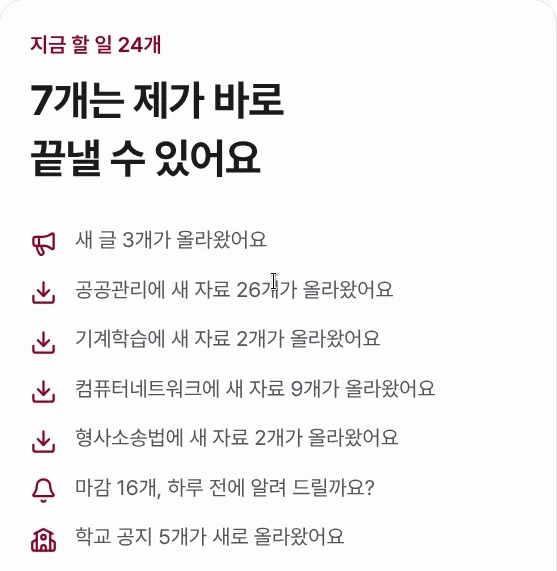 지금 할 일 24개
7개는 제가 바로
끝낼 수 있어요
새 글 3개가 올라왔어요
공공관리에 새 자료 26개가 올라왔어요
기계학습에 새 자료 2개가 올라왔어요
컴퓨터네트워크에 새 자료 9개가 올라왔어요
형사소송법에 새 자료 2개가 올라왔어요
마감 16개, 하루 전에 알려 드릴까요?
학교 공지 5개가 새로 올라왔어요